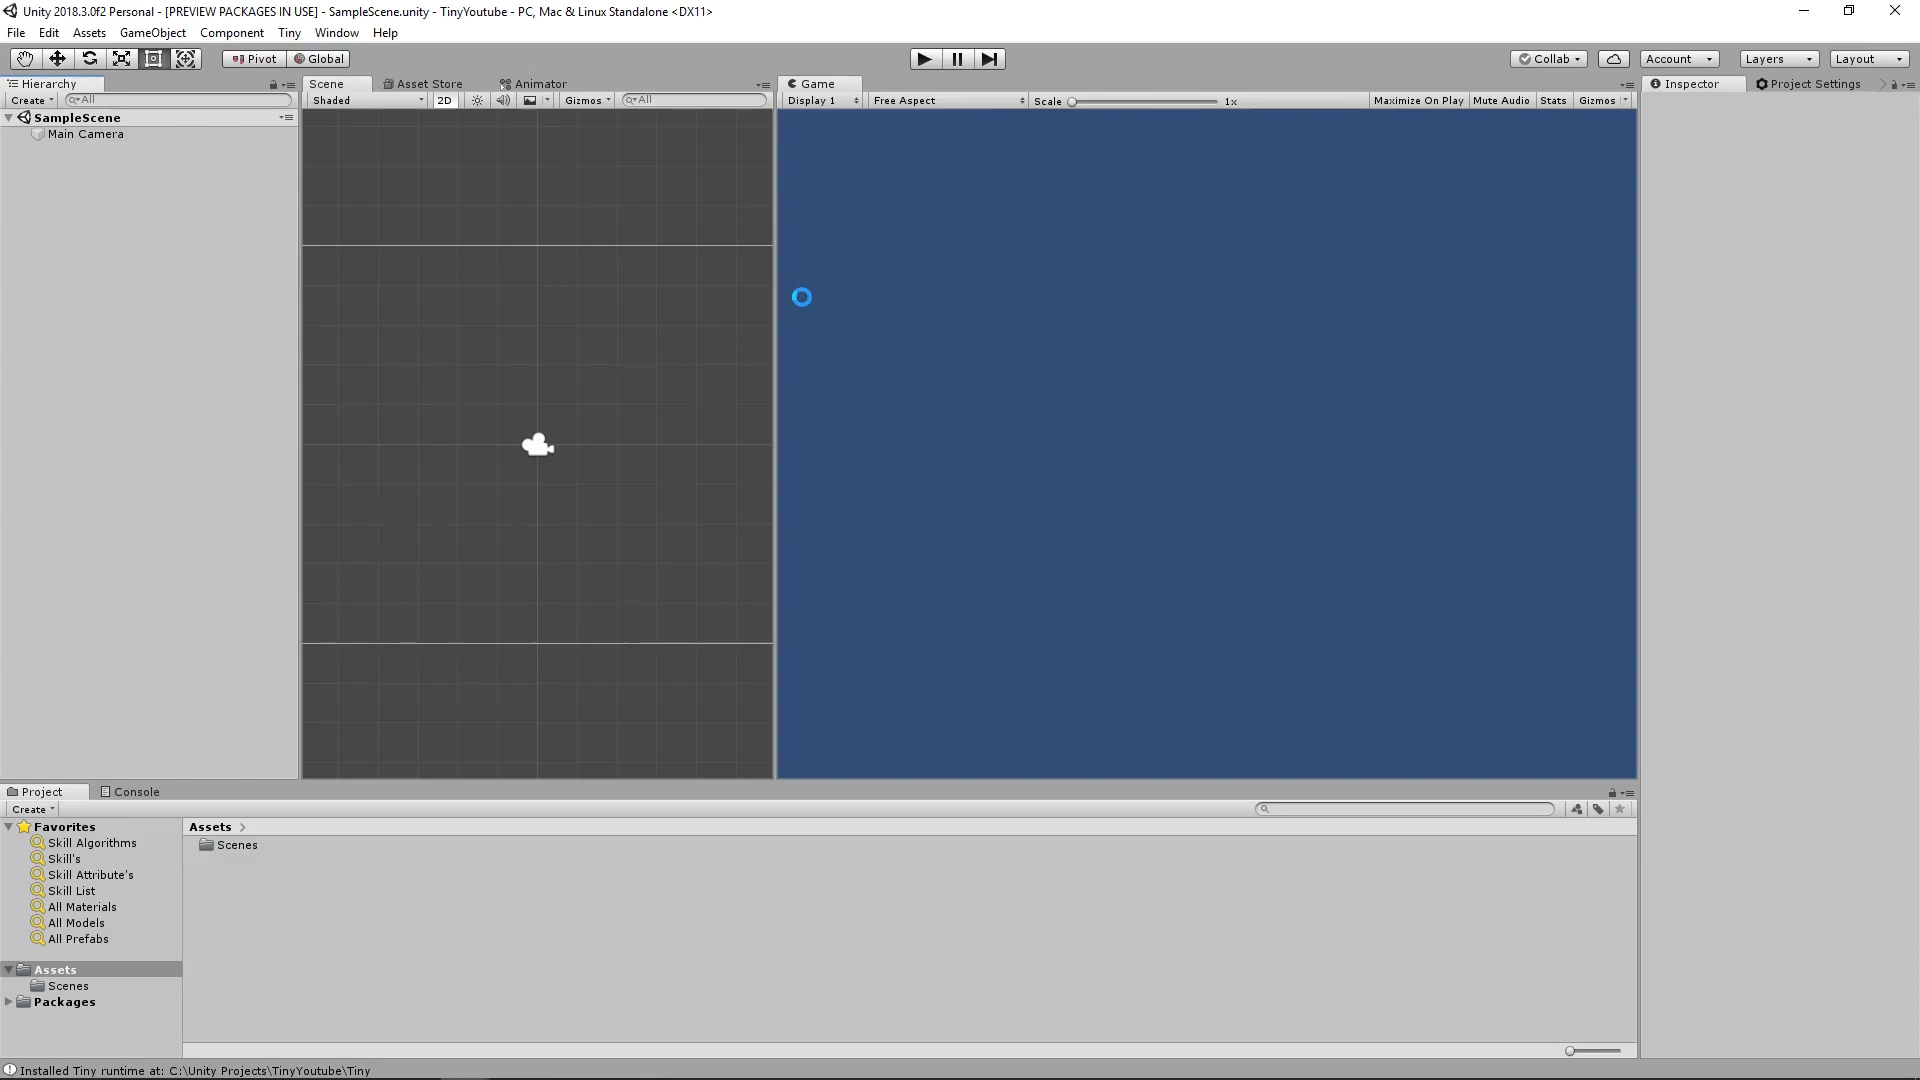 Unity 2018.3.0f2 Personal - [PREVIEW PACKAGES IN USE] - SampleScene.unity - TinyYoutube - PC, Mac & Linux Standalone <DX11>
File Edit Assets GameObject Component Tiny Window Help
Pivot Global Collab Account Layers Layout
Hierarchy Scene Asset Store Animator Game Inspector Project Settings
Create All Shaded 2D Gizmos All Display 1 Free Aspect Scale 1x Maximize On Play Mute Audio Stats Gizmos
SampleScene
Main Camera
Project Console
Create
Favorites Assets
Skill Algorithms Scenes
Skill's
Skill Attribute's
Skill List
All Materials
All Models
All Prefabs
Assets
Scenes
Packages
Installed Tiny runtime at: C:\Unity Projects\TinyYoutube\Tiny